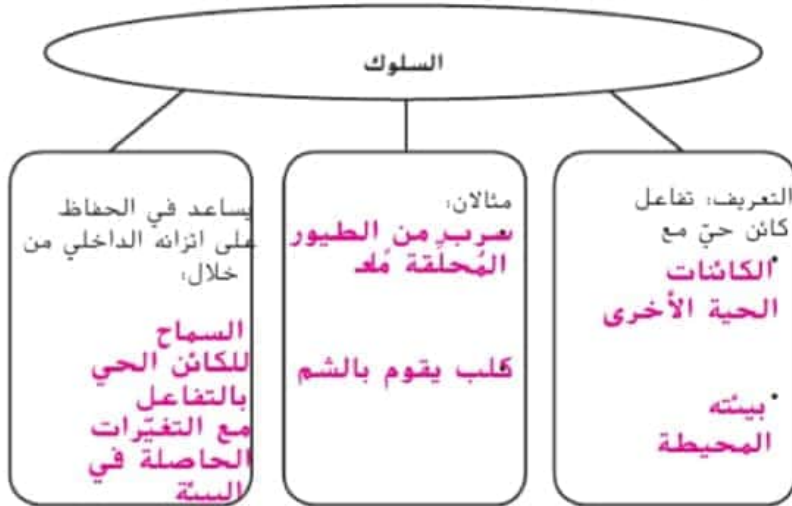 السلوك
التعريف: تفاعل
كائن حيّ مع
الكائنات
الحية الأخرى
بيئته
المحيطة
مثالان:
سرب من الطيور
المُحلِّقة
كلب يقوم بالشم
يساعد في الحفاظ
على اتزانه الداخلي من
خلال:
السماح
للكائن الحي
بالتفاعل
مع التغيّرات
الحاصلة في
البيئة